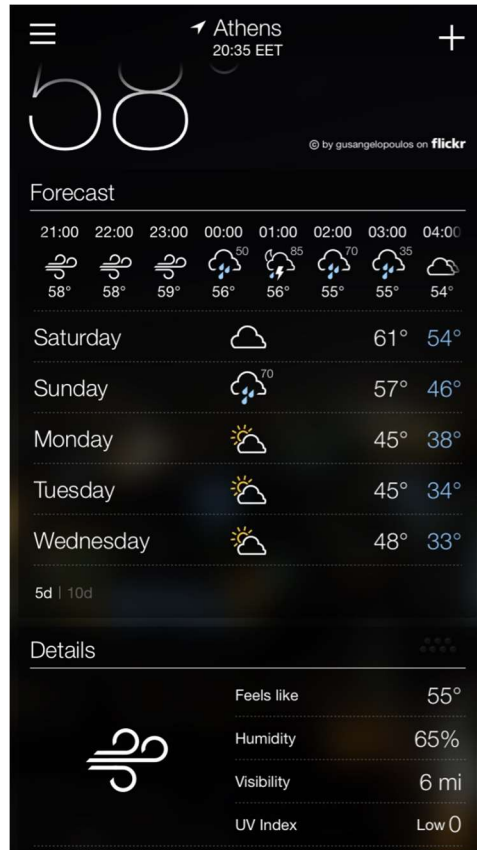 Athens
20:35 EET
58°
© by gusangelopoulos on flickr
Forecast
21:00 22:00 23:00 00:00 01:00 02:00 03:00 04:00
50 85 70 35
58° 58° 59° 56° 56° 55° 55° 54°
Saturday 61° 54°
Sunday 70 57° 46°
Monday 45° 38°
Tuesday 45° 34°
Wednesday 48° 33°
5d | 10d
Details
Feels like 55°
Humidity 65%
Visibility 6 mi
UV Index Low 0